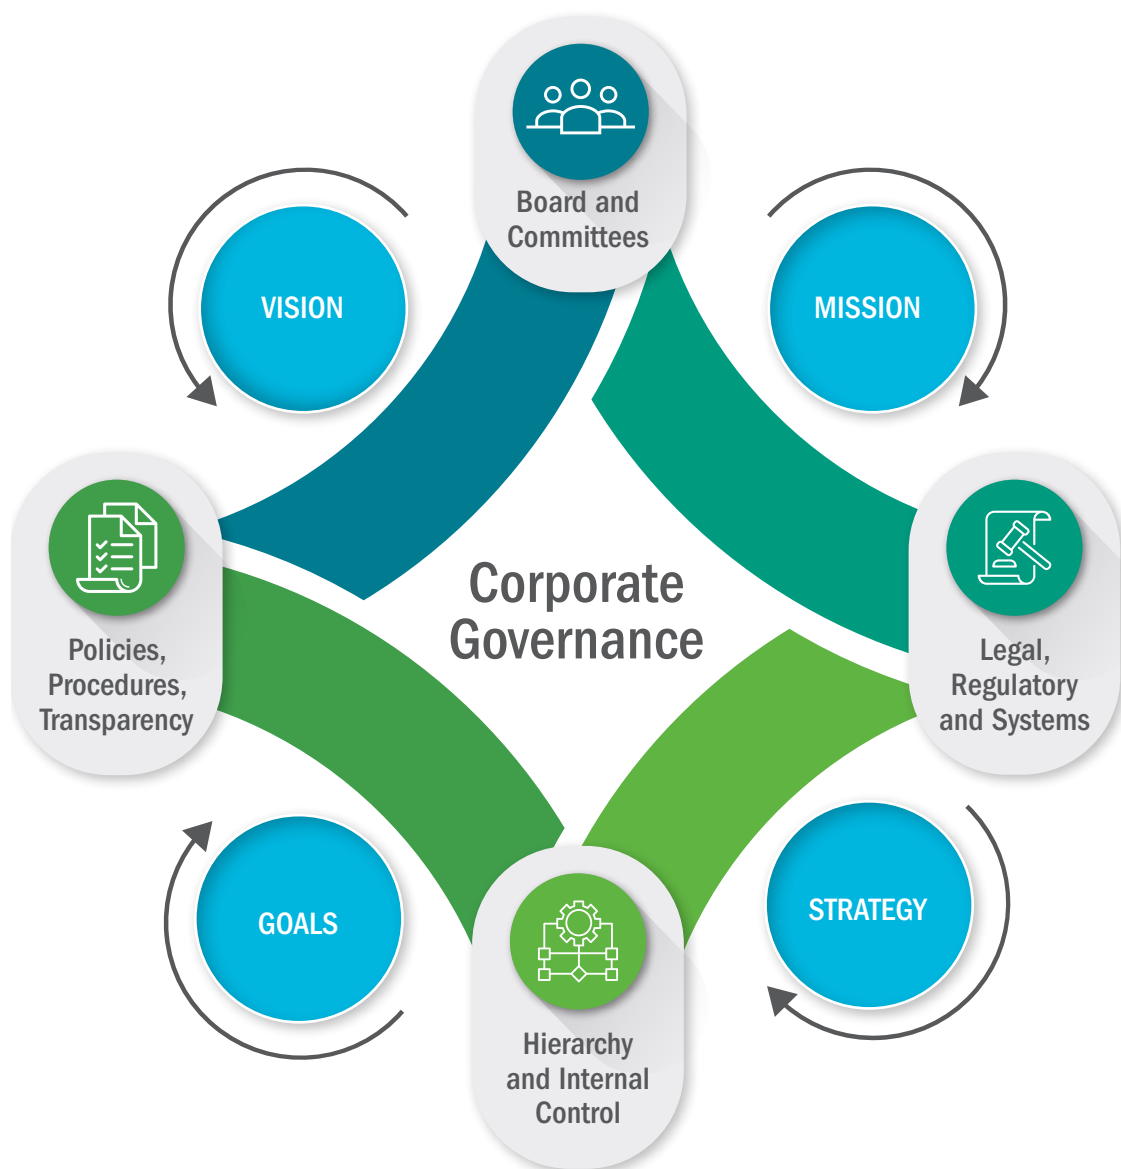 Board and
Committees
VISION
MISSION
Corporate
Governance
Policies,
Procedures,
Transparency
Legal,
Regulatory
and Systems
GOALS
STRATEGY
Hierarchy
and Internal
Control